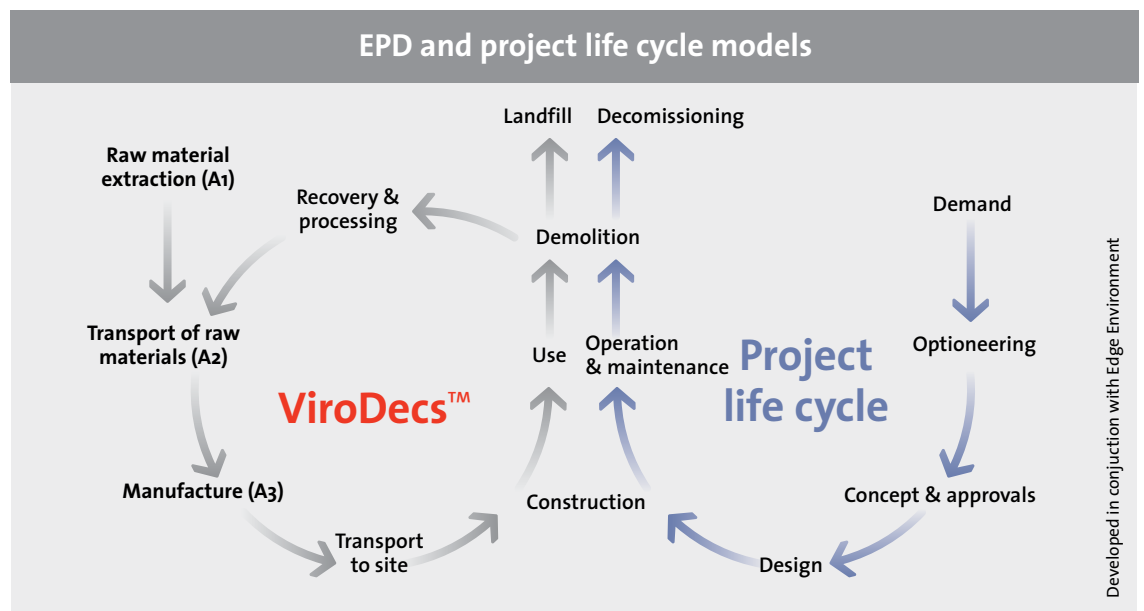 EPD and project life cycle models
Landfill
Decomissioning
Raw material
extraction (A1)
Recovery &
processing
Demand
Demolition
Transport of raw
materials (A2)
Use
Operation
& maintenance
Optioneering
ViroDecs™
Project
life cycle
Manufacture (A3)
Construction
Concept & approvals
Transport
to site
Design
Developed in conjuction with Edge Environment